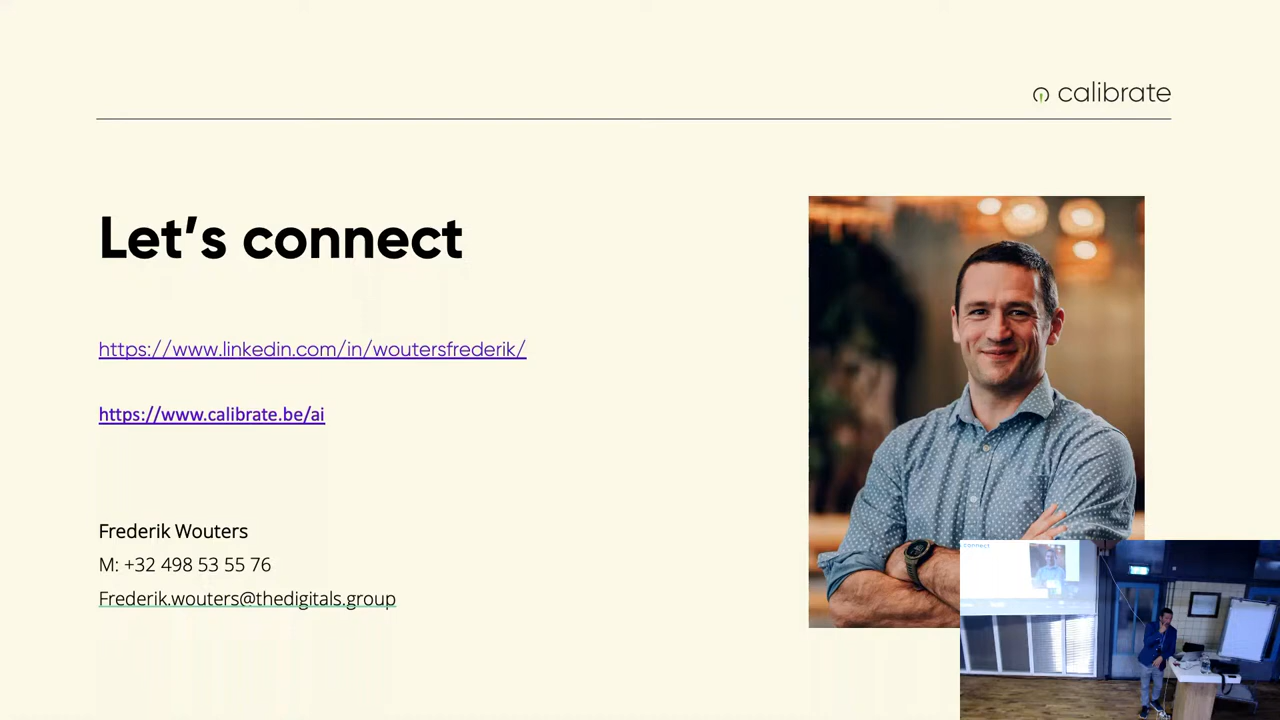 calibrate
Let's connect
https://www.linkedin.com/in/woutersfrederik/
https://www.calibrate.be/ai
Frederik Wouters
M: +32 498 53 55 76
Frederik.wouters@thedigitals.group
connect